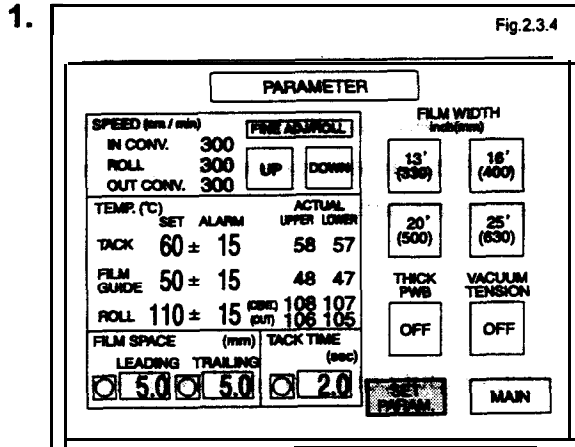 1.
Fig.2.3.4
PARAMETER
SPEED (cm / min)
FINE ADJ/ROLL
IN CONV. 300
ROLL 300
OUT CONV. 300
UP
DOWN
FILM WIDTH
inch(mm)
13'
(330)
16'
(400)
20'
(500)
25'
(630)
TEMP. (°C)
SET ALARM
ACTUAL
UPPER LOWER
TACK 60 ± 15 58 57
FILM
GUIDE 50 ± 15 48 47
ROLL 110 ± 15 (CENT.) 108 107
(OUT) 106 105
THICK
PWB
OFF
VACUUM
TENSION
OFF
FILM SPACE (mm)
LEADING TRAILING
5.0 5.0
TACK TIME
(sec)
2.0
SET
PARAM.
MAIN